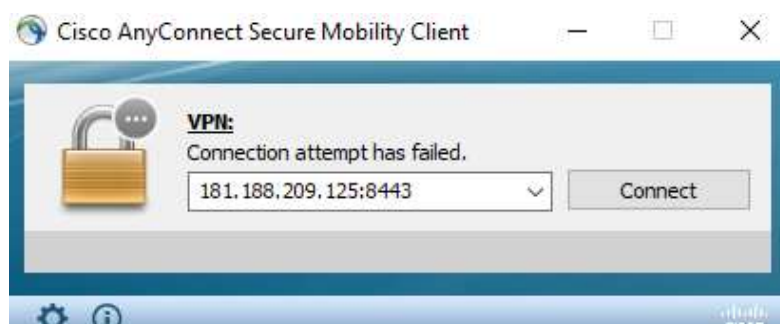 Cisco AnyConnect Secure Mobility Client
VPN:
Connection attempt has failed.
181.188.209.125:8443
Connect